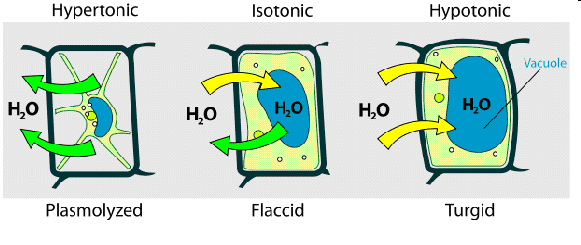 Hypertonic
Isotonic
Hypotonic
Vacuole
H₂O
H₂O
H₂O
H₂O
H₂O
Plasmolyzed
Flaccid
Turgid